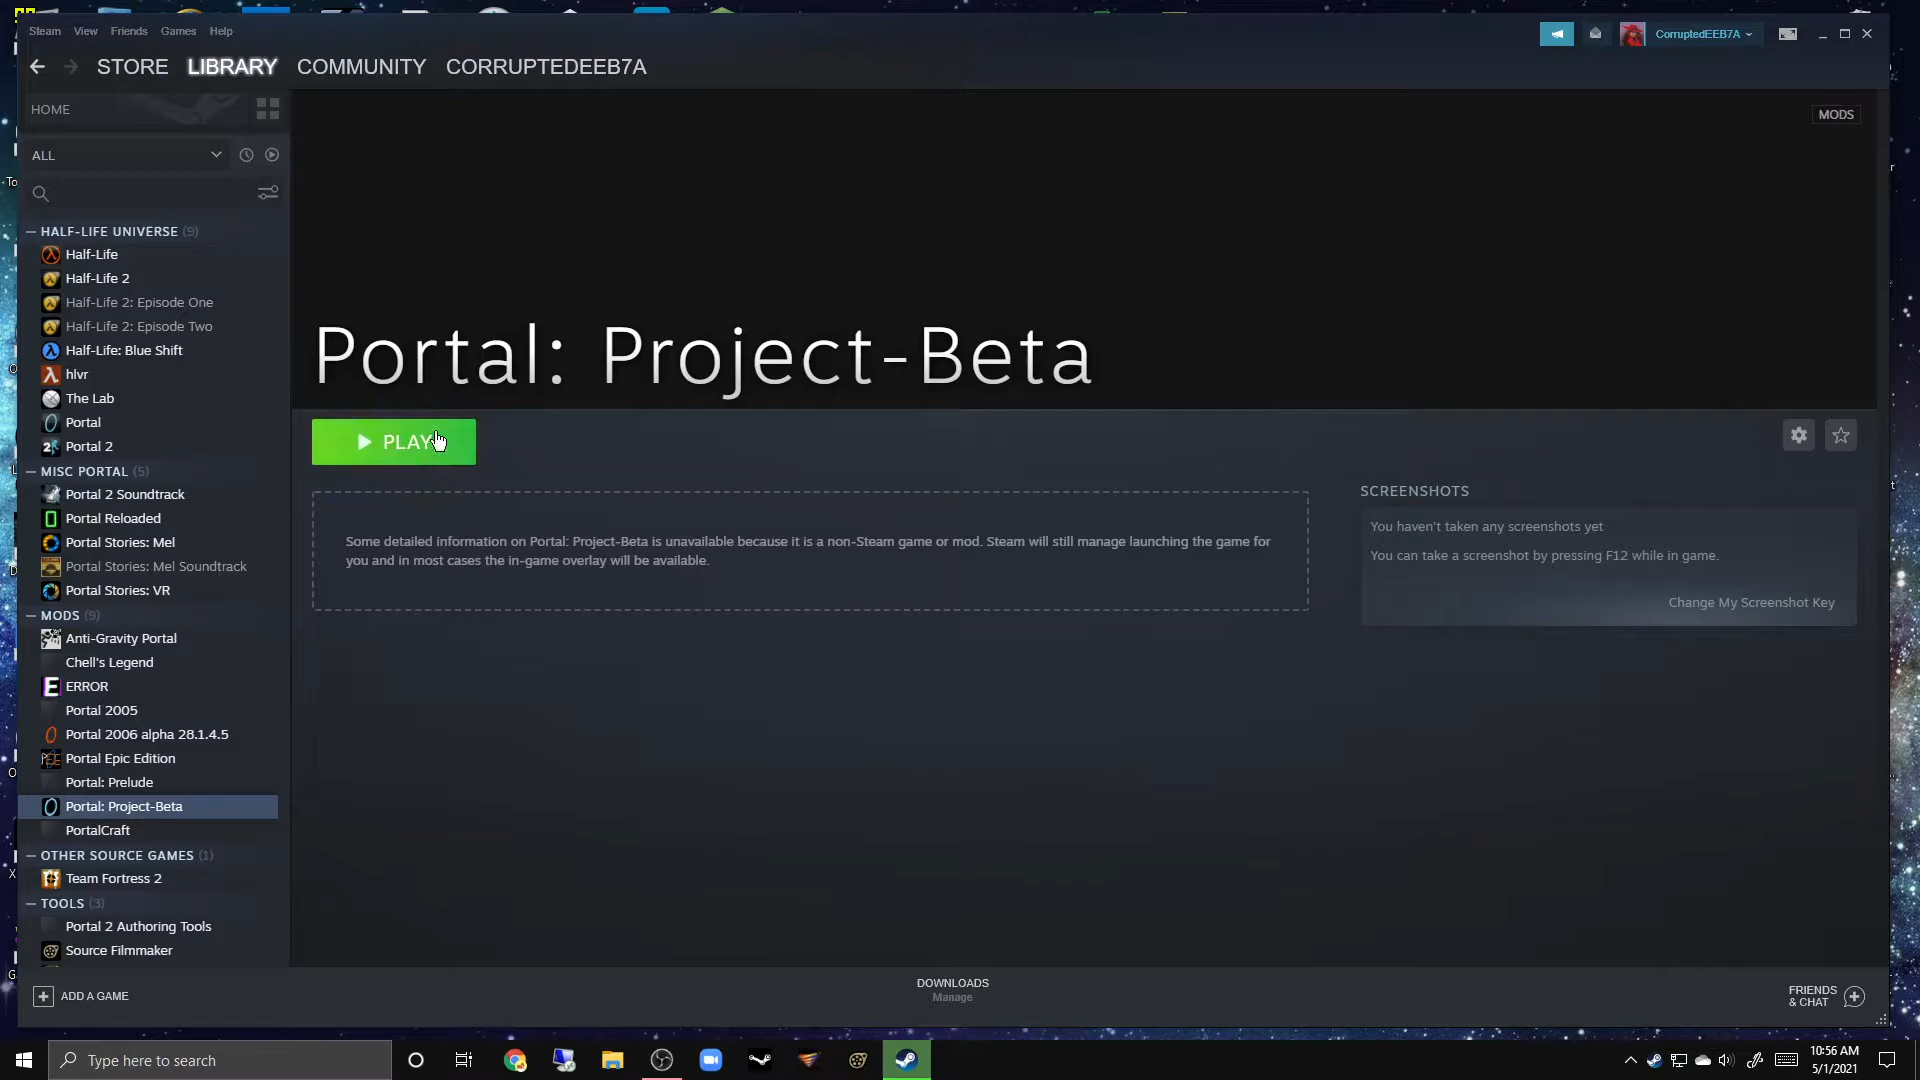 Steam View Friends Games Help
CorruptedEEB7A
STORE LIBRARY COMMUNITY CORRUPTEDEEB7A
HOME
MODS
ALL
HALF-LIFE UNIVERSE (9)
Half-Life
Half-Life 2
Half-Life 2: Episode One
Half-Life 2: Episode Two
Half-Life: Blue Shift
hlvr
The Lab
Portal
Portal 2
MISC PORTAL (5)
Portal 2 Soundtrack
Portal Reloaded
Portal Stories: Mel
Portal Stories: Mel Soundtrack
Portal Stories: VR
MODS (9)
Anti-Gravity Portal
Chell's Legend
ERROR
Portal 2005
Portal 2006 alpha 28.1.4.5
Portal Epic Edition
Portal: Prelude
Portal: Project-Beta
PortalCraft
OTHER SOURCE GAMES (1)
Team Fortress 2
TOOLS (3)
Portal 2 Authoring Tools
Source Filmmaker
Portal: Project-Beta
PLAY
Some detailed information on Portal: Project-Beta is unavailable because it is a non-Steam game or mod. Steam will still manage launching the game for
you and in most cases the in-game overlay will be available.
SCREENSHOTS
You haven't taken any screenshots yet
You can take a screenshot by pressing F12 while in game.
Change My Screenshot Key
ADD A GAME
DOWNLOADS
Manage
FRIENDS
& CHAT
Type here to search
10:56 AM
5/1/2021